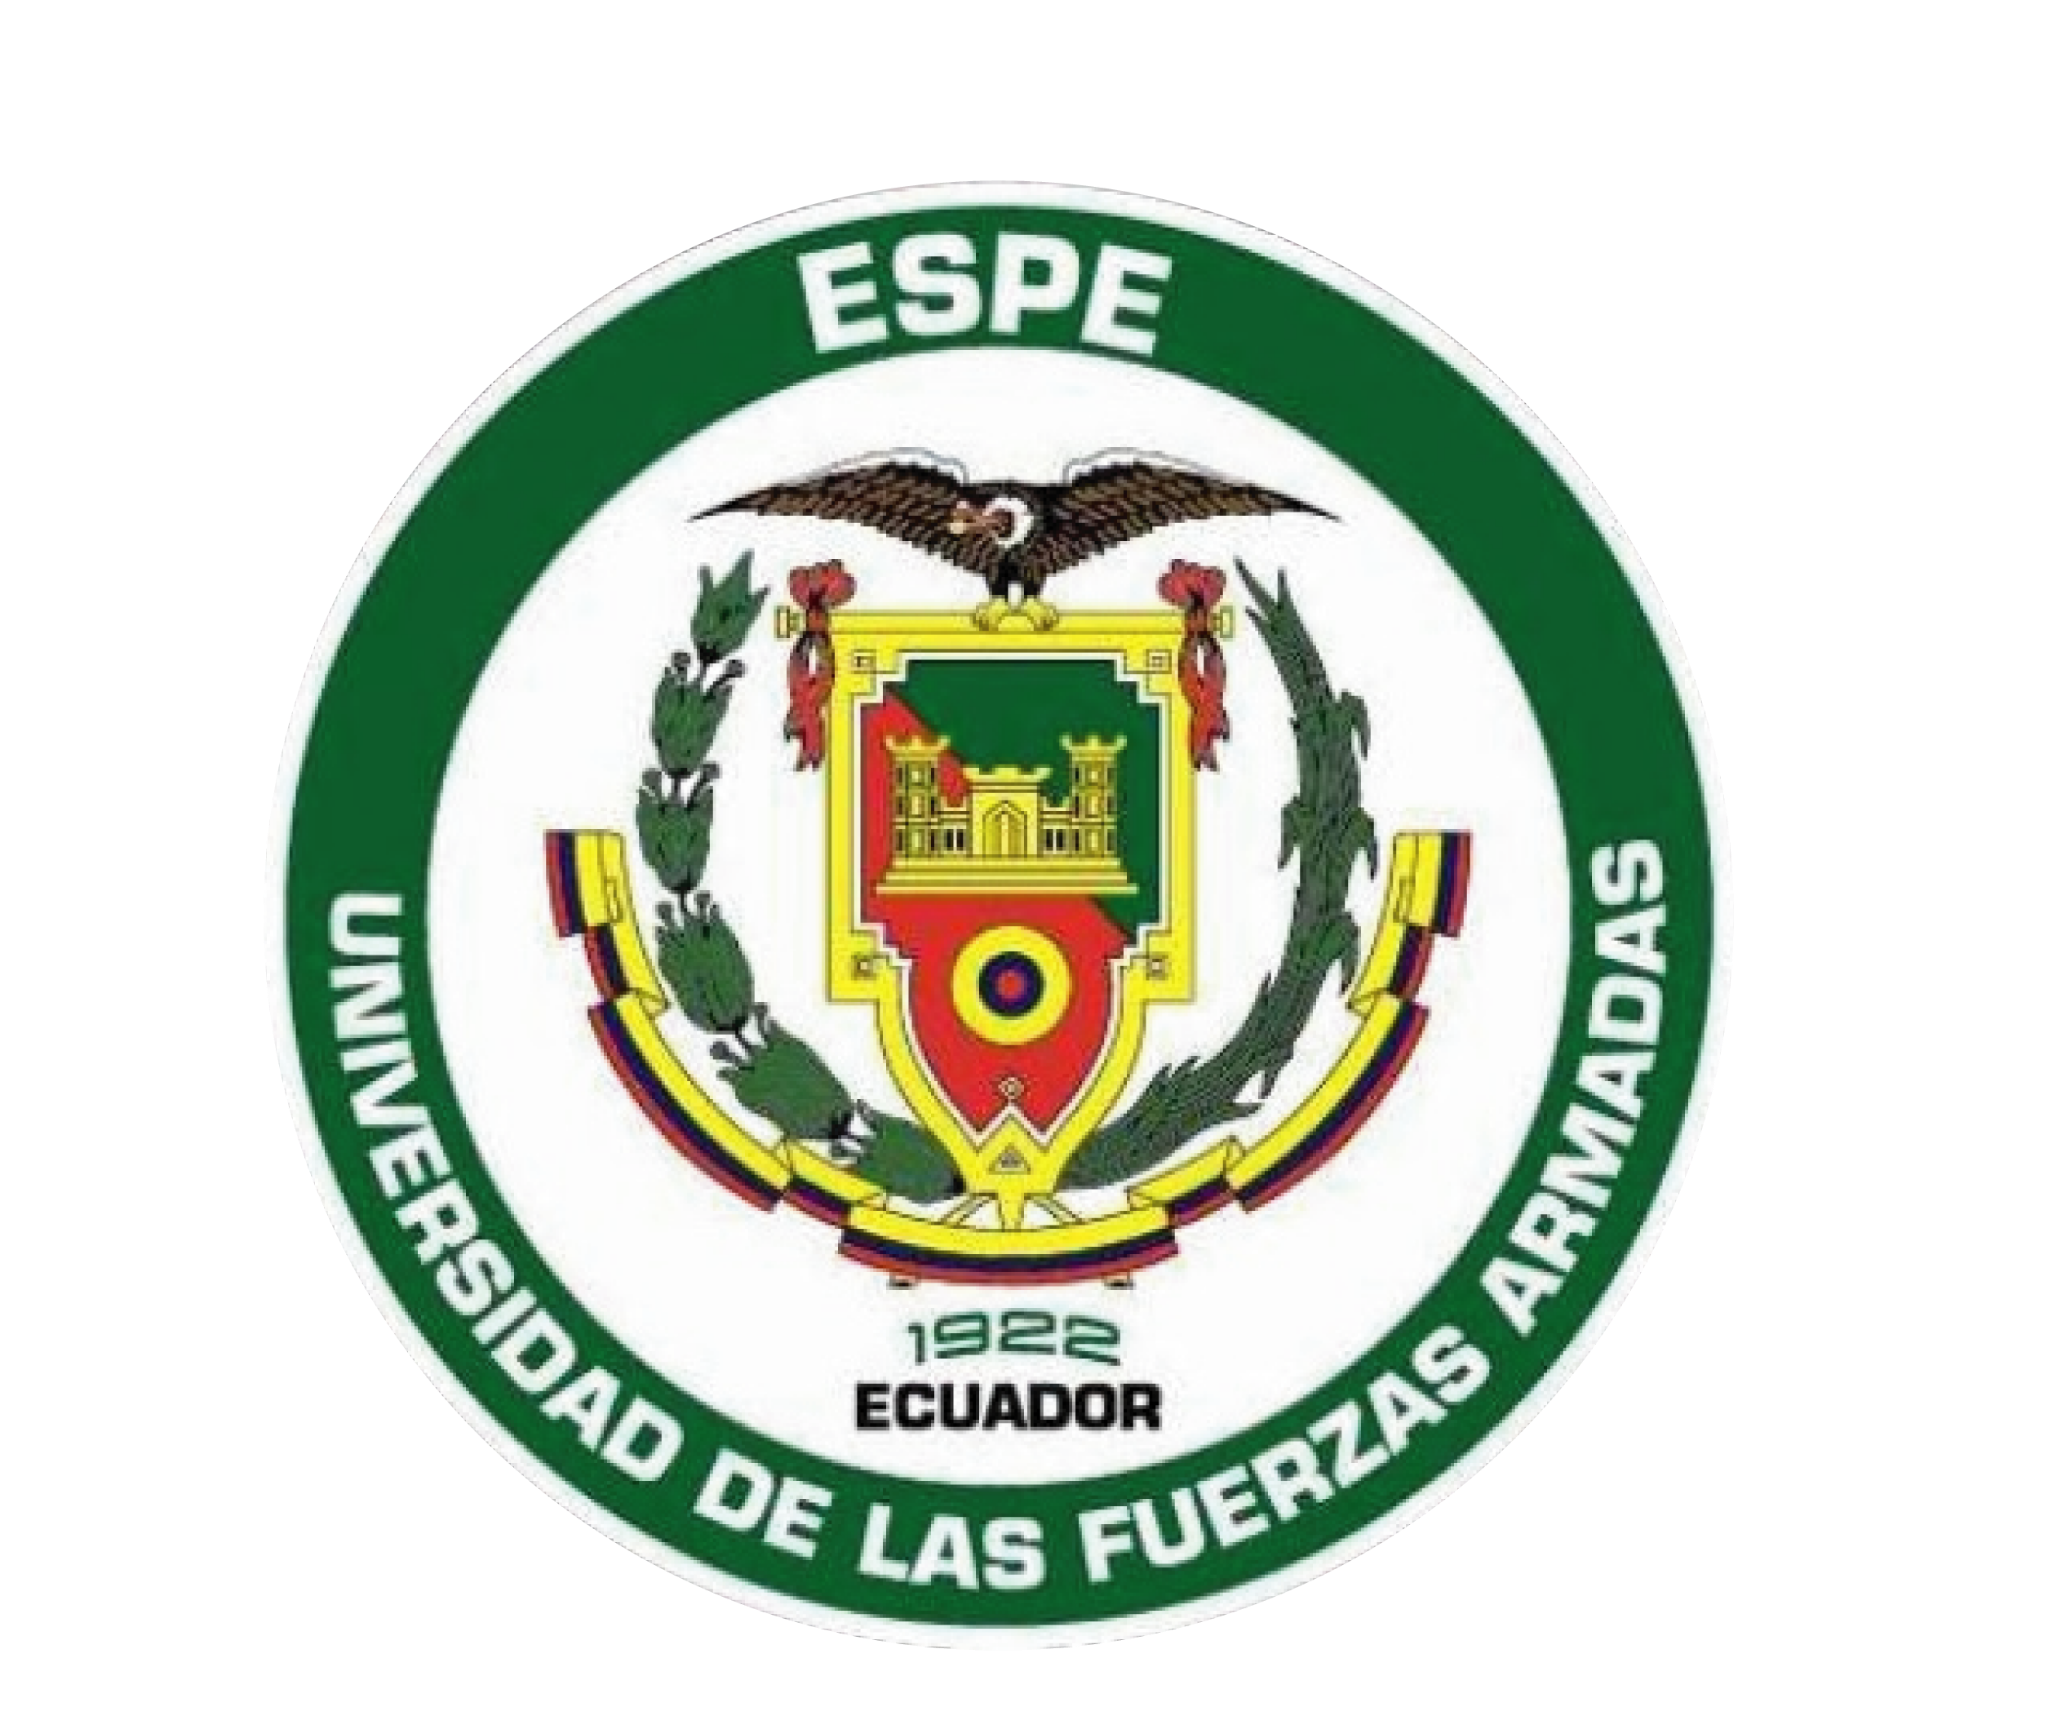 ESPE
1922
ECUADOR
UNIVERSIDAD DE LAS FUERZAS ARMADAS